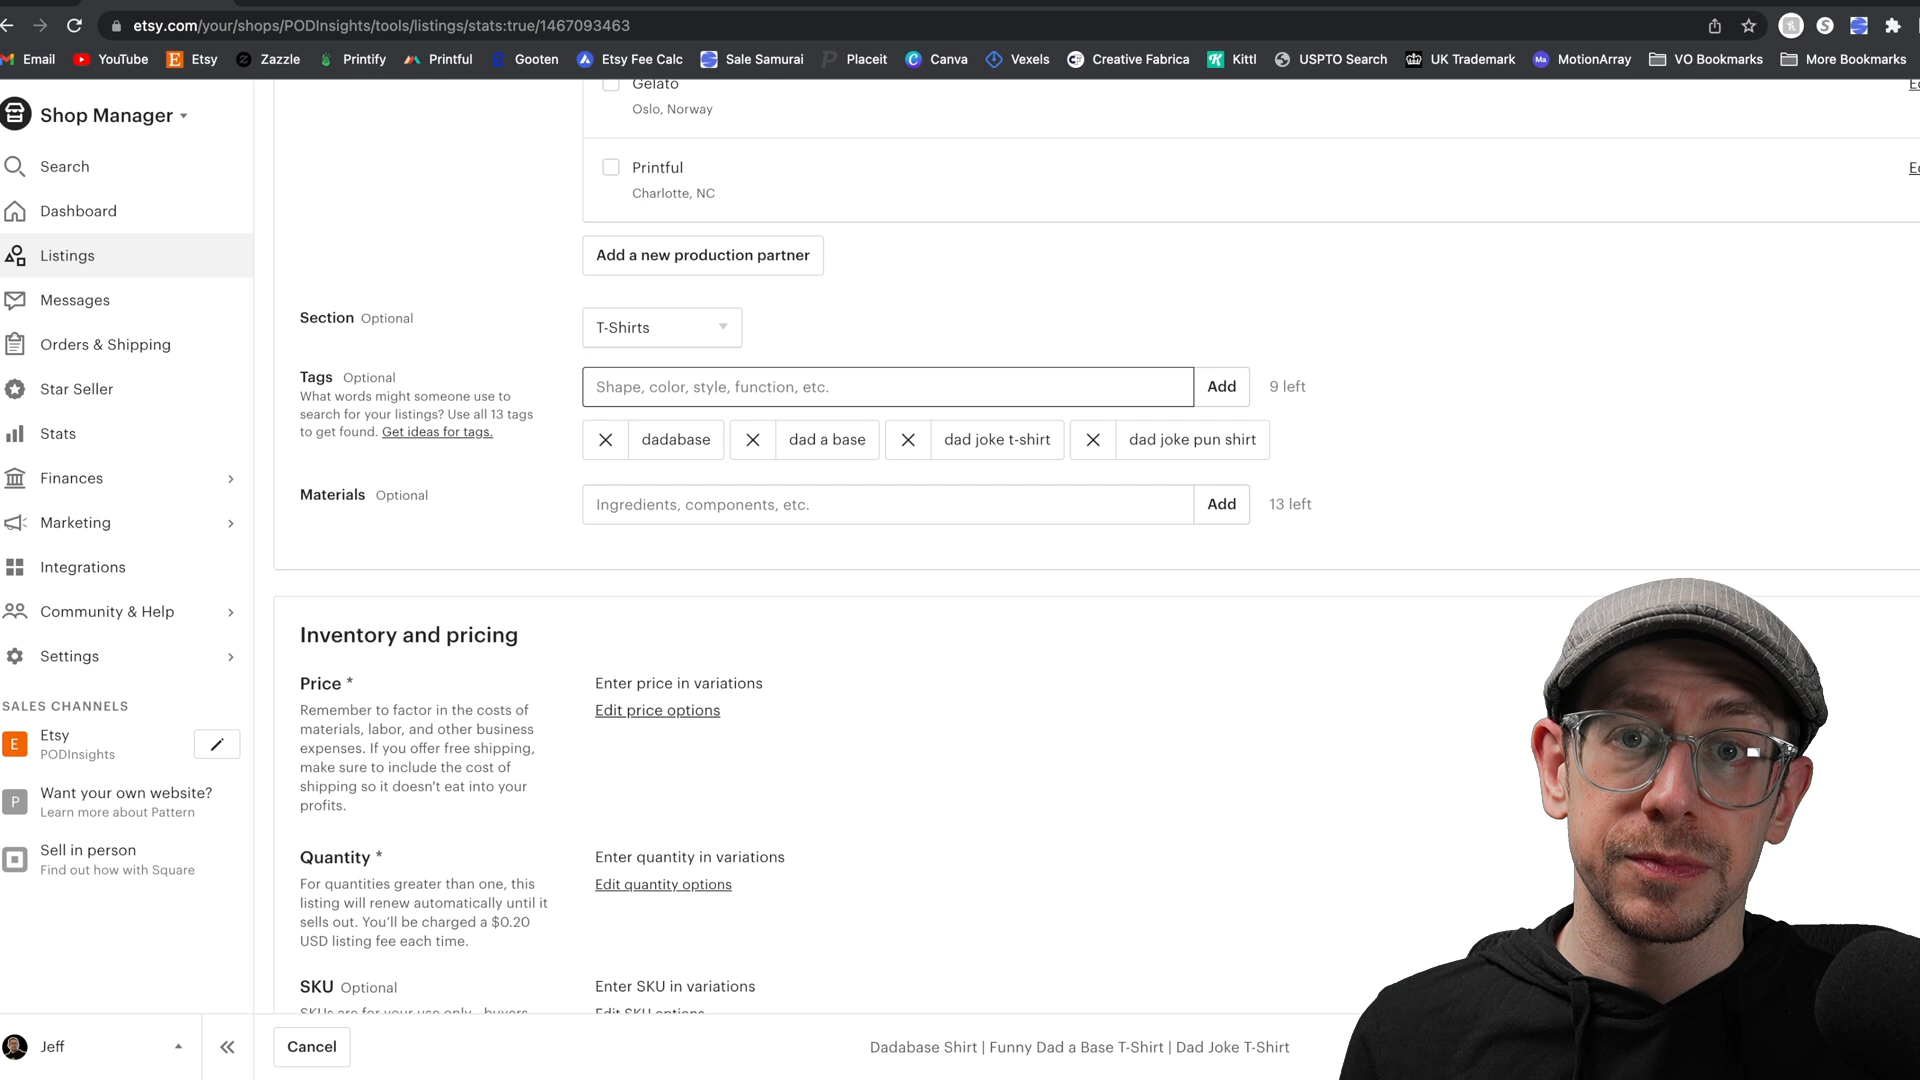 etsy.com/your/shops/PODInsights/tools/listings/stats:true/1467093463
Email YouTube Etsy Zazzle Printify Printful Gooten Etsy Fee Calc Sale Samurai Placeit Canva Vexels Creative Fabrica Kittl USPTO Search UK Trademark MotionArray VO Bookmarks More Bookmarks
Shop Manager
Search
Dashboard
Listings
Messages
Orders & Shipping
Star Seller
Stats
Finances
Marketing
Integrations
Community & Help
Settings
SALES CHANNELS
E
Etsy
PODInsights
P
Want your own website?
Learn more about Pattern
Sell in person
Find out how with Square
Jeff
Gelato
Oslo, Norway
Printful
Charlotte, NC
Add a new production partner
Section Optional
T-Shirts
Tags Optional
What words might someone use to
search for your listings? Use all 13 tags
to get found. Get ideas for tags.
Shape, color, style, function, etc. Add 9 left
dadabase dad a base dad joke t-shirt dad joke pun shirt
Materials Optional
Ingredients, components, etc. Add 13 left
Inventory and pricing
Price *
Remember to factor in the costs of
materials, labor, and other business
expenses. If you offer free shipping,
make sure to include the cost of
shipping so it doesn't eat into your
profits.
Enter price in variations
Edit price options
Quantity *
For quantities greater than one, this
listing will renew automatically until it
sells out. You'll be charged a $0.20
USD listing fee each time.
Enter quantity in variations
Edit quantity options
SKU Optional
SKUs are for your use only—buyers
Enter SKU in variations
Edit SKU options
Cancel
Dadabase Shirt | Funny Dad a Base T-Shirt | Dad Joke T-Shirt